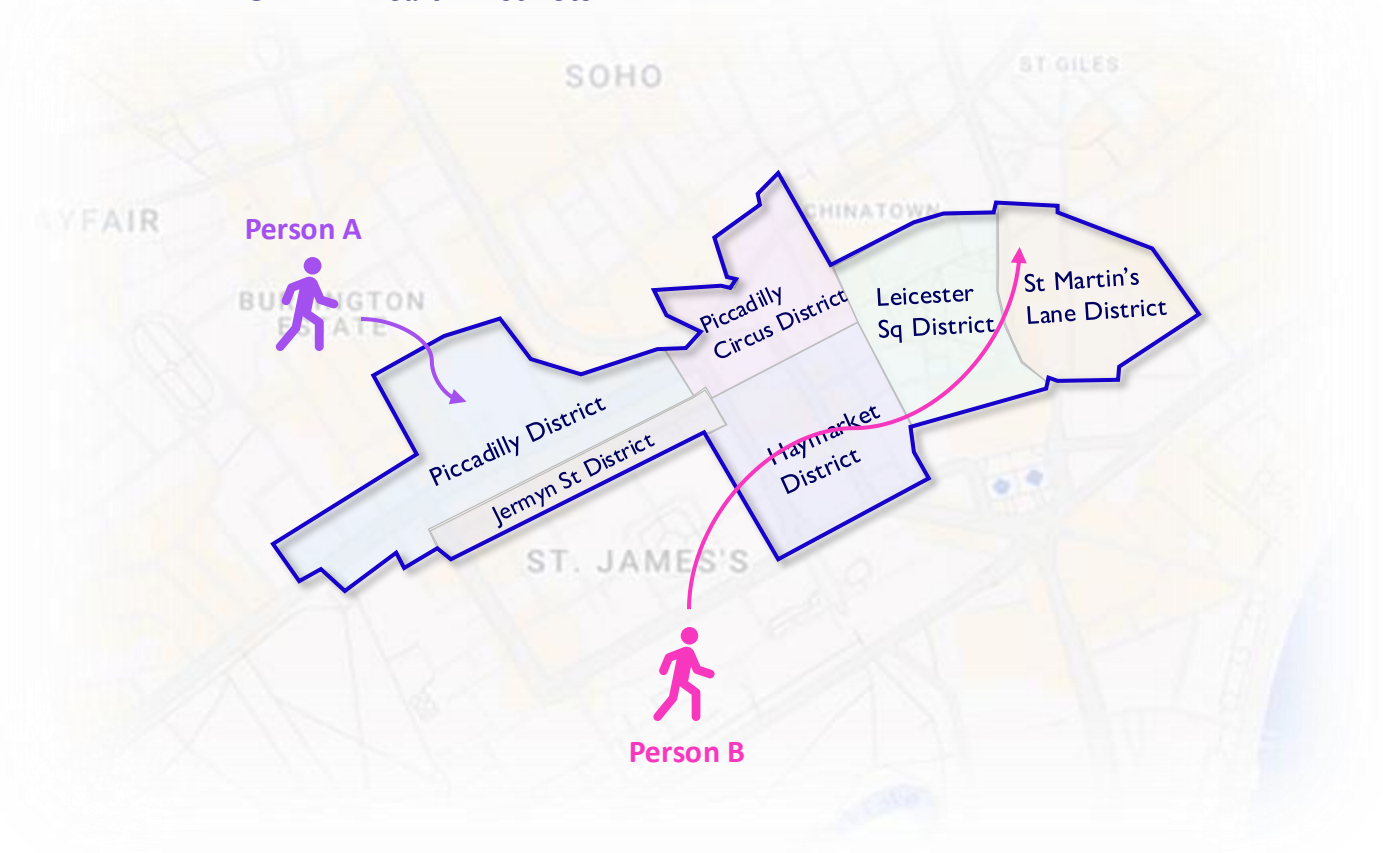 SOHO
ST GILES
AYFAIR
CHINATOWN
Person A
BURLINGTON
ESTATE
Piccadilly
Circus District
Leicester
Sq District
St Martin's
Lane District
Piccadilly District
Haymarket
District
Jermyn St District
ST. JAMES'S
Person B